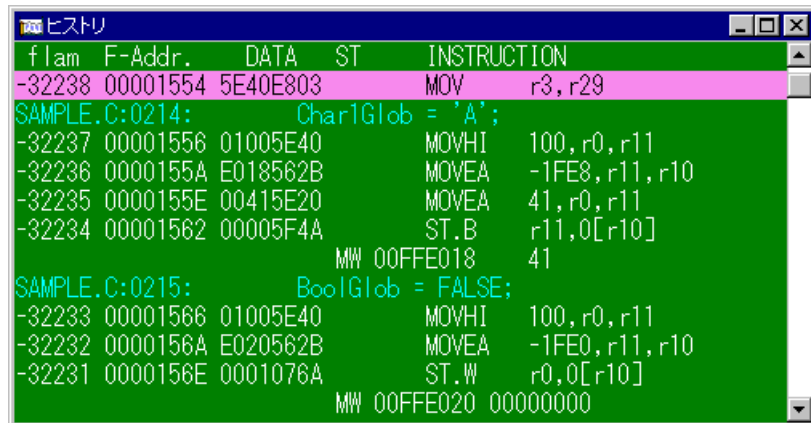 ヒストリ
flam F-Addr. DATA ST INSTRUCTION
-32238 00001554 5E40E803 MOV r3,r29
SAMPLE.C:0214: Char1Glob = 'A';
-32237 00001556 01005E40 MOVHI 100,r0,r11
-32236 0000155A E018562B MOVEA -1FE8,r11,r10
-32235 0000155E 00415E20 MOVEA 41,r0,r11
-32234 00001562 00005F4A ST.B r11,0[r10]
MW 00FFE018 41
SAMPLE.C:0215: BoolGlob = FALSE;
-32233 00001566 01005E40 MOVHI 100,r0,r11
-32232 0000156A E020562B MOVEA -1FE0,r11,r10
-32231 0000156E 0001076A ST.W r0,0[r10]
MW 00FFE020 00000000